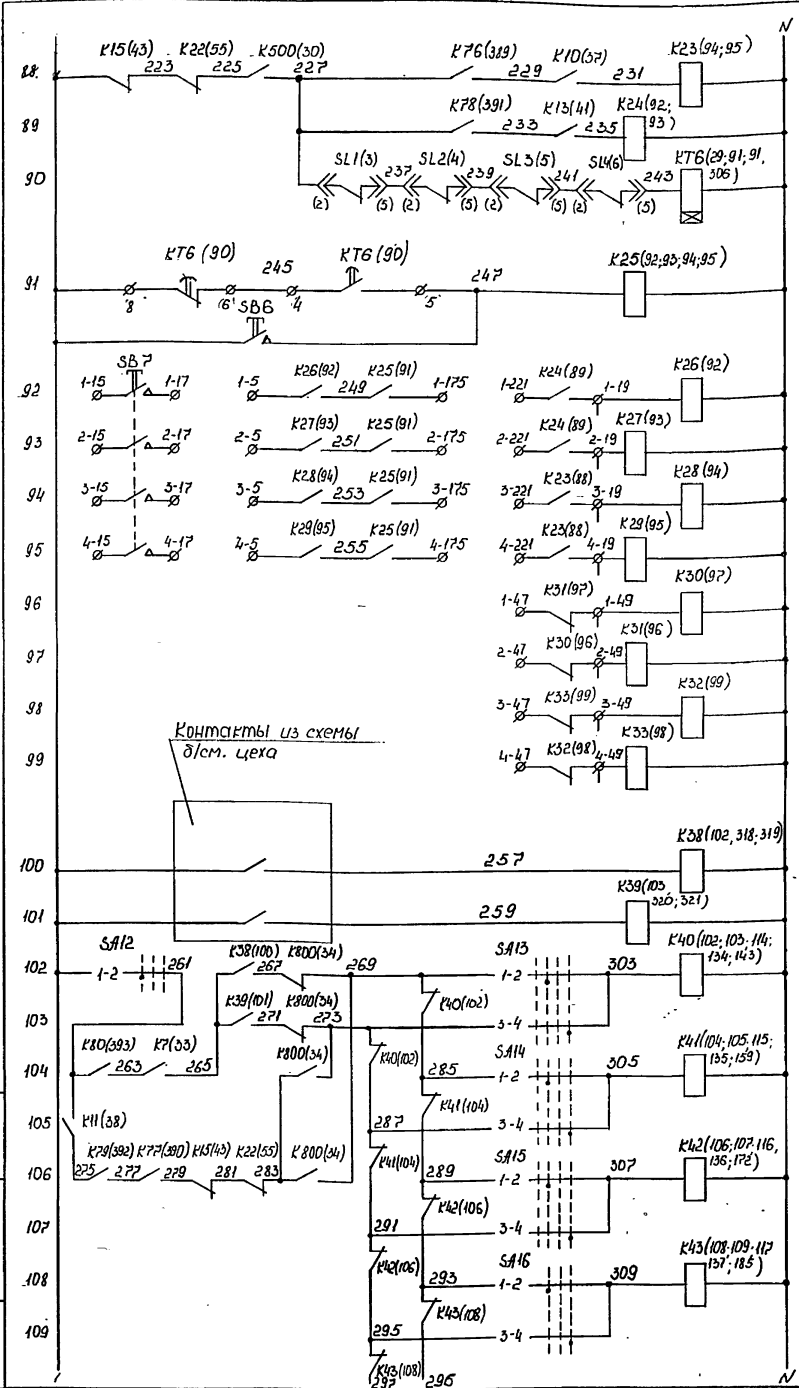 N
88 K15(43) 223 K22(55) 225 K500(30) 227 K76(389) 229 K10(37) 231 K23(94;95)
89 K78(391) 233 K13(41) 235 K24(92; 93)
90 SL1(3) 237 SL2(4) 239 SL3(5) 241 SL4(6) 243 KT6(29;91;91, 306)
(2) (5) (2) (5) (2) (5) (2) (5)
91 KT6(90) 245 KT6(90) 247 K25(92;93;94;95)
8 6 4 5
SB6
SB7
92 1-15 1-17 1-5 K26(92) 249 K25(91) 1-175 1-221 K24(89) 1-19 K26(92)
93 2-15 2-17 2-5 K27(93) 251 K25(91) 2-175 2-221 K24(89) 2-19 K27(93)
94 3-15 3-17 3-5 K28(94) 253 K25(91) 3-175 3-221 K23(88) 3-19 K28(94)
95 4-15 4-17 4-5 K29(95) 255 K25(91) 4-175 4-221 K23(88) 4-19 K29(95)
96 1-47 K31(97) 1-49 K30(97)
97 2-47 K30(96) 2-49 K31(96)
98 3-47 K33(99) 3-49 K32(99)
99 4-47 K32(98) 4-49 K33(98)
Контакты из схемы
б/см. цеха
100 257 K38(102,318;319)
101 259 K39(103, 320;321)
102 SA12 1-2 261 K38(100) 267 K800(34) 269 SA13 1-2 303 K40(102;103;114; 134;143)
K40(102)
103 K39(101) 271 K800(34) 273 3-4
104 K80(393) 263 K7(33) 265 K800(34) K40(102) 285 SA14 1-2 305 K41(104;105;115; 135;159)
105 K11(38) 287 K41(104) 3-4
106 275 K79(392) 277 K77(390) 279 K15(43) 281 K22(55) 283 K800(34) K41(104) 289 SA15 1-2 307 K42(106;107;116, 136;172)
K42(106)
107 291 3-4
108 K42(106) 293 SA16 1-2 309 K43(108;109;117 137;185)
K43(108)
109 295 3-4
K43(108)
1 297 296 N